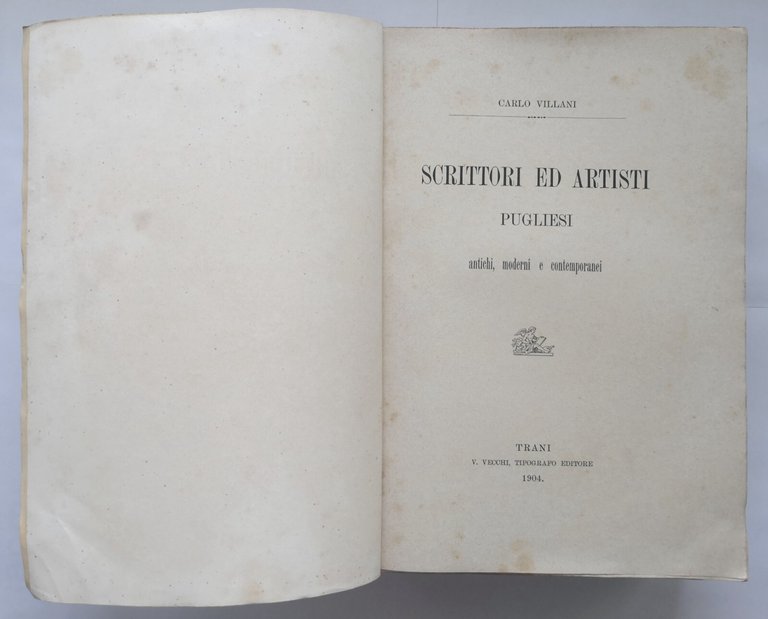 CARLO VILLANI
SCRITTORI ED ARTISTI
PUGLIESI
antichi, moderni e contemporanei
TRANI
V. VECCHI, TIPOGRAFO EDITORE
1904.